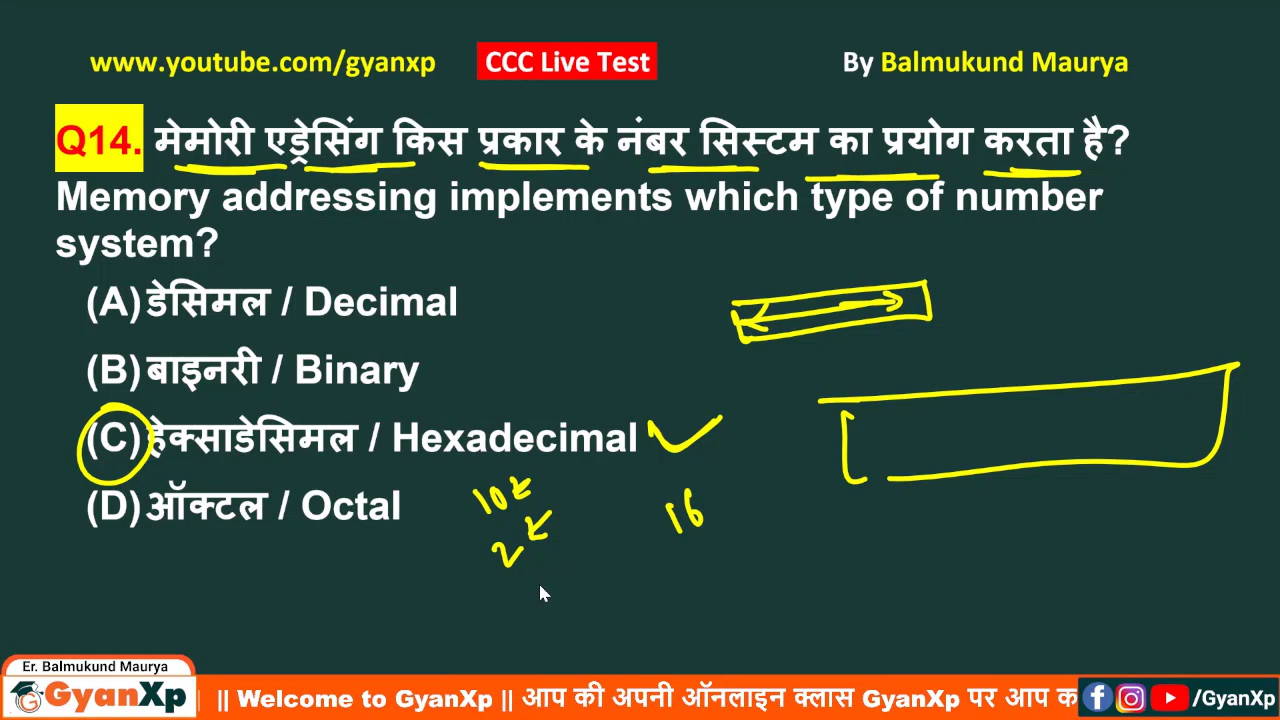 www.youtube.com/gyanxp CCC Live Test By Balmukund Maurya
Q14. मेमोरी एड्रेसिंग किस प्रकार के नंबर सिस्टम का प्रयोग करता है?
Memory addressing implements which type of number
system?
(A) डेसिमल / Decimal
(B) बाइनरी / Binary
(C) हेक्साडेसिमल / Hexadecimal
(D) ऑक्टल / Octal
10
16
2
Er. Balmukund Maurya
GyanXp || Welcome to GyanXp || आप की अपनी ऑनलाइन क्लास GyanXp पर आप क /GyanXp